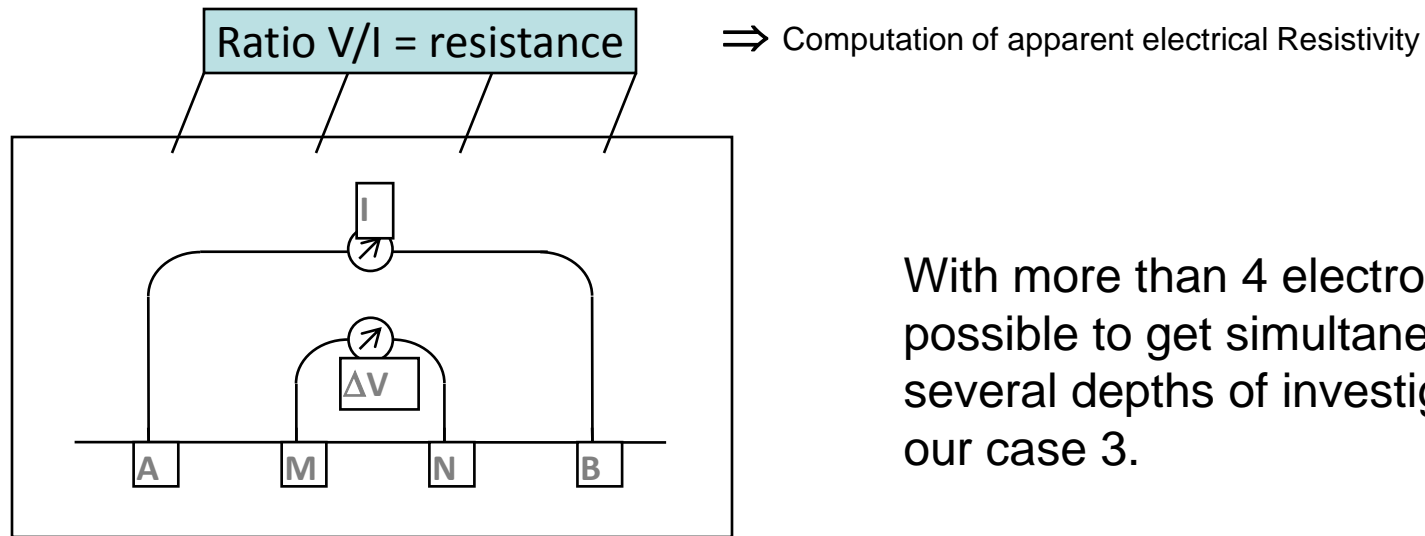 Ratio V/I = resistance
⇒ Computation of apparent electrical Resistivity
I
ΔV
A M N B
With more than 4 electro
possible to get simultane
several depths of investig
our case 3.